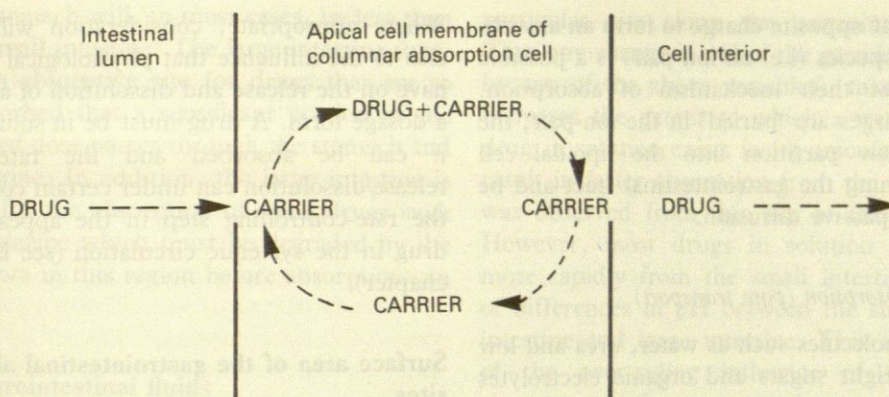 Intestinal
lumen
Apical cell membrane of
columnar absorption cell
Cell interior
DRUG + CARRIER
DRUG
CARRIER
CARRIER
DRUG
CARRIER